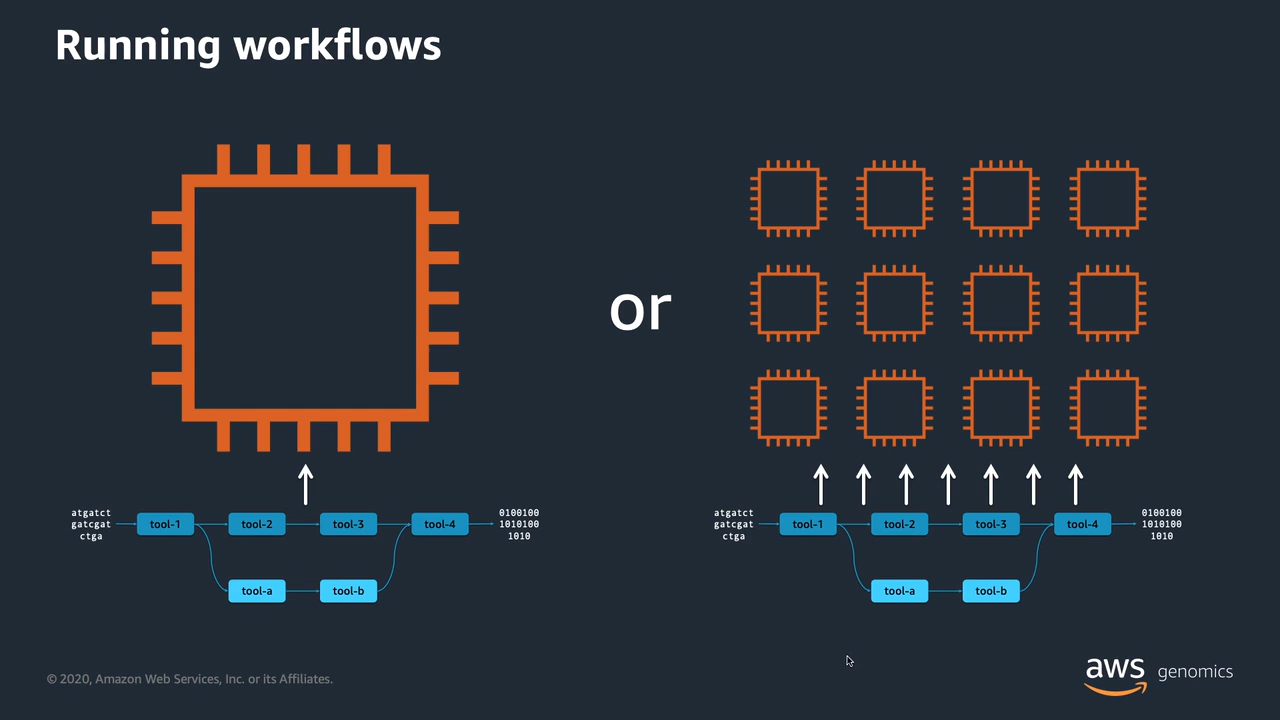 Running workflows
or
atgatct
gatcgat
ctga
tool-1
tool-2
tool-3
tool-4
0100100
1010100
1010
tool-a
tool-b
atgatct
gatcgat
ctga
tool-1
tool-2
tool-3
tool-4
0100100
1010100
1010
tool-a
tool-b
© 2020, Amazon Web Services, Inc. or its Affiliates.
aws genomics